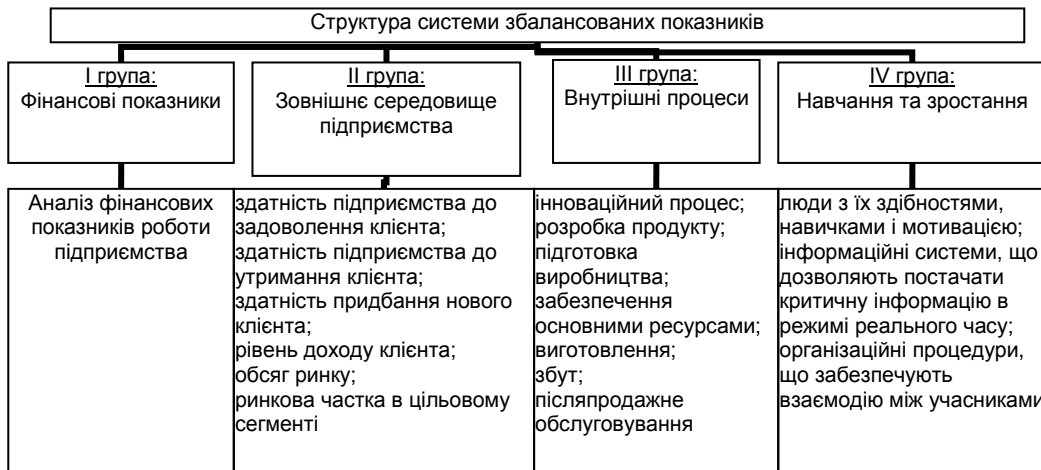 Структура системи збалансованих показників
І група:
Фінансові показники
ІІ група:
Зовнішнє середовище
підприємства
ІІІ група:
Внутрішні процеси
IV група:
Навчання та зростання
Аналіз фінансових
показників роботи
підприємства
здатність підприємства до
задоволення клієнта;
здатність підприємства до
утримання клієнта;
здатність придбання нового
клієнта;
рівень доходу клієнта;
обсяг ринку;
ринкова частка в цільовому
сегменті
інноваційний процес;
розробка продукту;
підготовка
виробництва;
забезпечення
основними ресурсами;
виготовлення;
збут;
післяпродажне
обслуговування
люди з їх здібностями,
навичками і мотивацією;
інформаційні системи, що
дозволяють постачати
критичну інформацію в
режимі реального часу;
організаційні процедури,
що забезпечують
взаємодію між учасниками